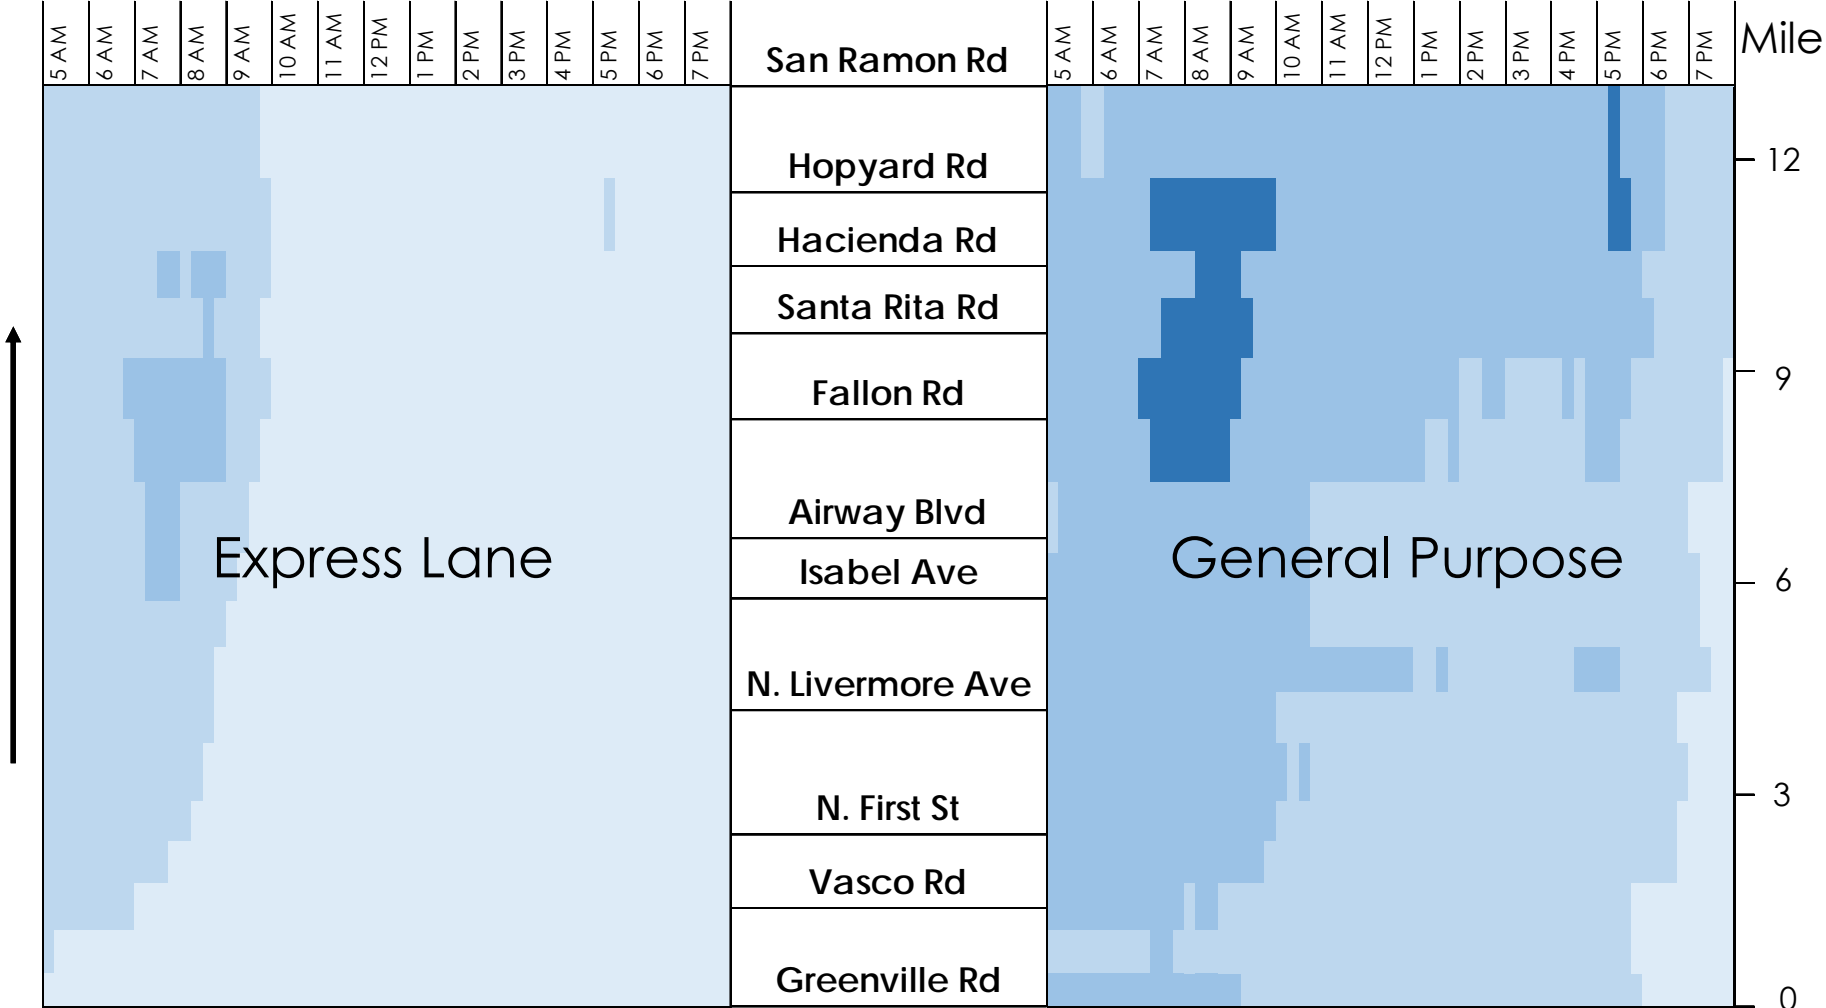 5 AM
6 AM
7 AM
8 AM
9 AM
10 AM
11 AM
12 PM
1 PM
2 PM
3 PM
4 PM
5 PM
6 PM
7 PM
San Ramon Rd
5 AM
6 AM
7 AM
8 AM
9 AM
10 AM
11 AM
12 PM
1 PM
2 PM
3 PM
4 PM
5 PM
6 PM
7 PM
Mile
Hopyard Rd
12
Hacienda Rd
Santa Rita Rd
Fallon Rd
9
Airway Blvd
Express Lane
Isabel Ave
General Purpose
6
N. Livermore Ave
N. First St
3
Vasco Rd
Greenville Rd
0